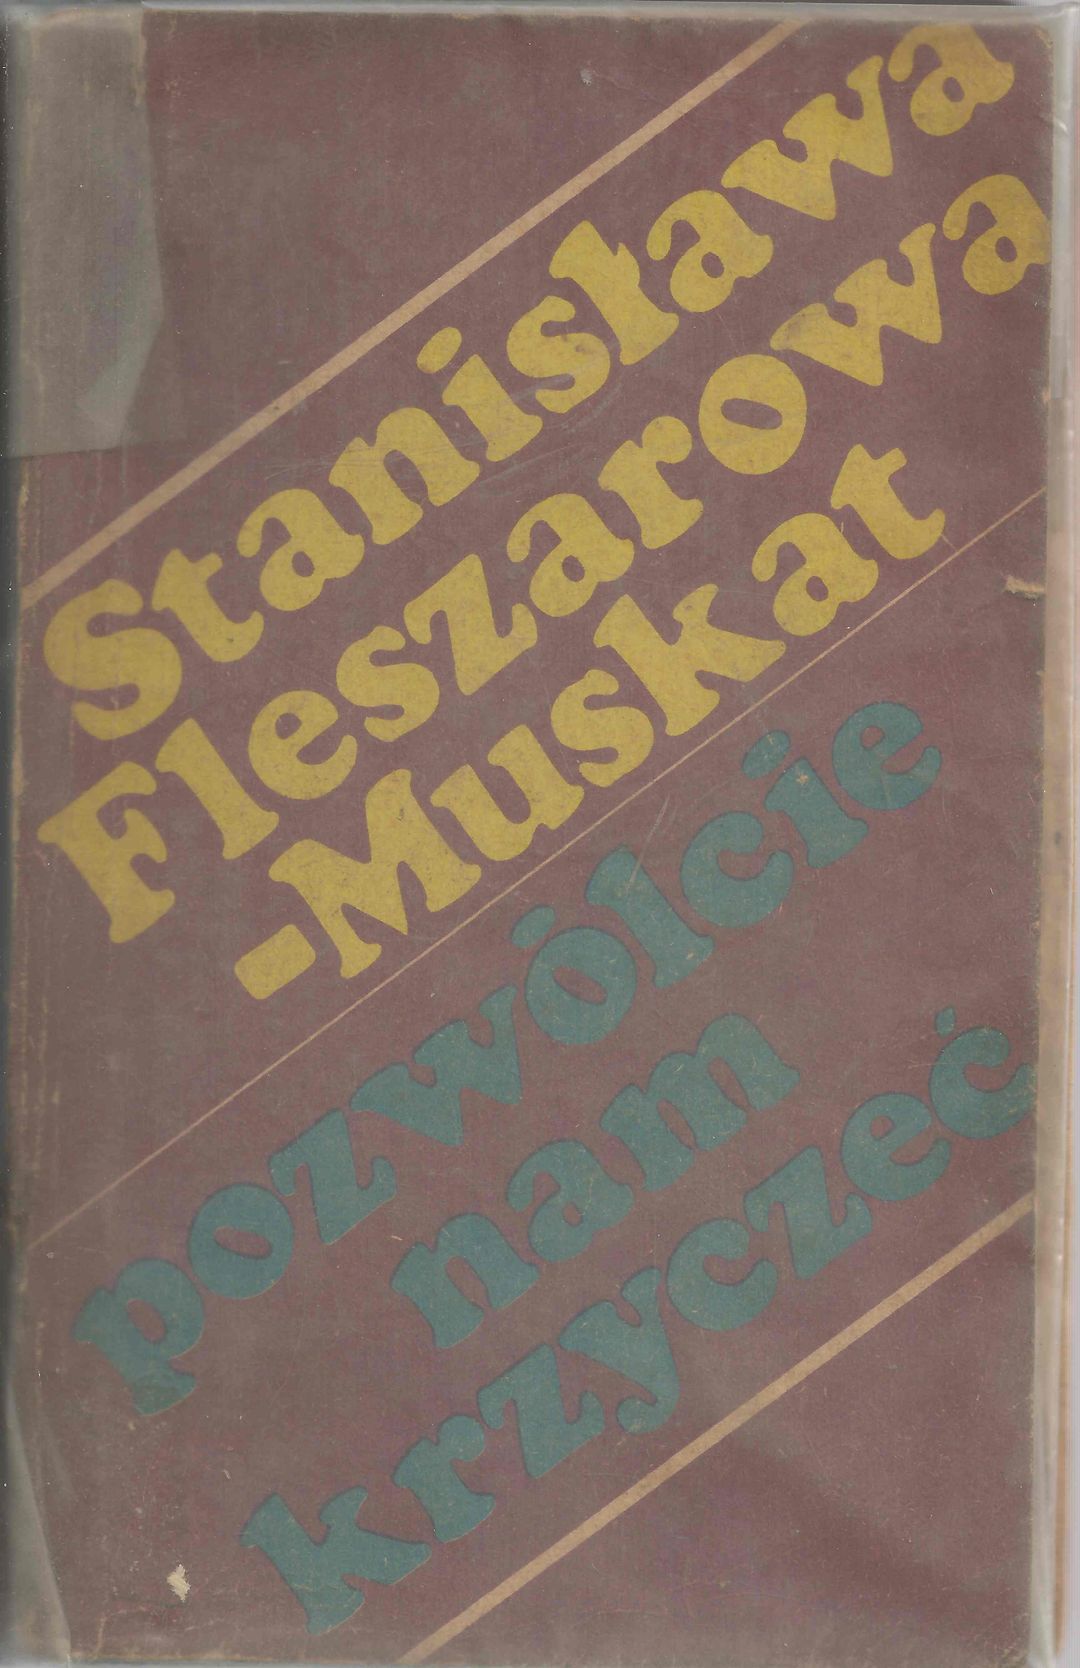 Stanisława
Fleszarowa
-Muskat
pozwólcie
nam
krzyczeć